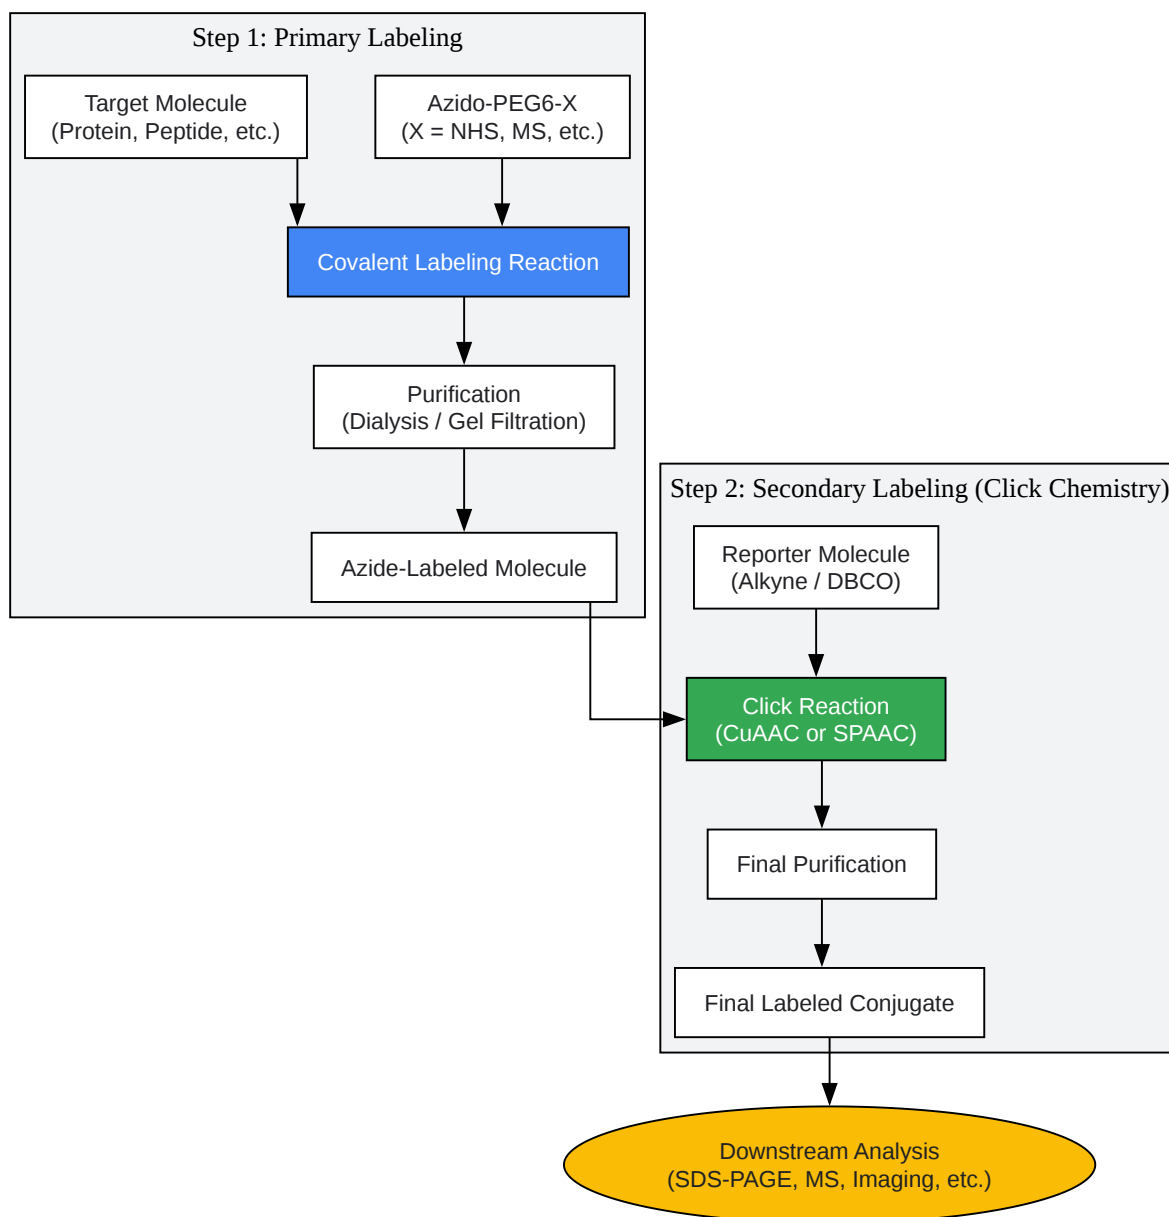 Step 1: Primary Labeling
Target Molecule
(Protein, Peptide, etc.)
Azido-PEG6-X
(X = NHS, MS, etc.)
Covalent Labeling Reaction
Purification
(Dialysis / Gel Filtration)
Azide-Labeled Molecule
Step 2: Secondary Labeling (Click Chemistry)
Reporter Molecule
(Alkyne / DBCO)
Click Reaction
(CuAAC or SPAAC)
Final Purification
Final Labeled Conjugate
Downstream Analysis
(SDS-PAGE, MS, Imaging, etc.)